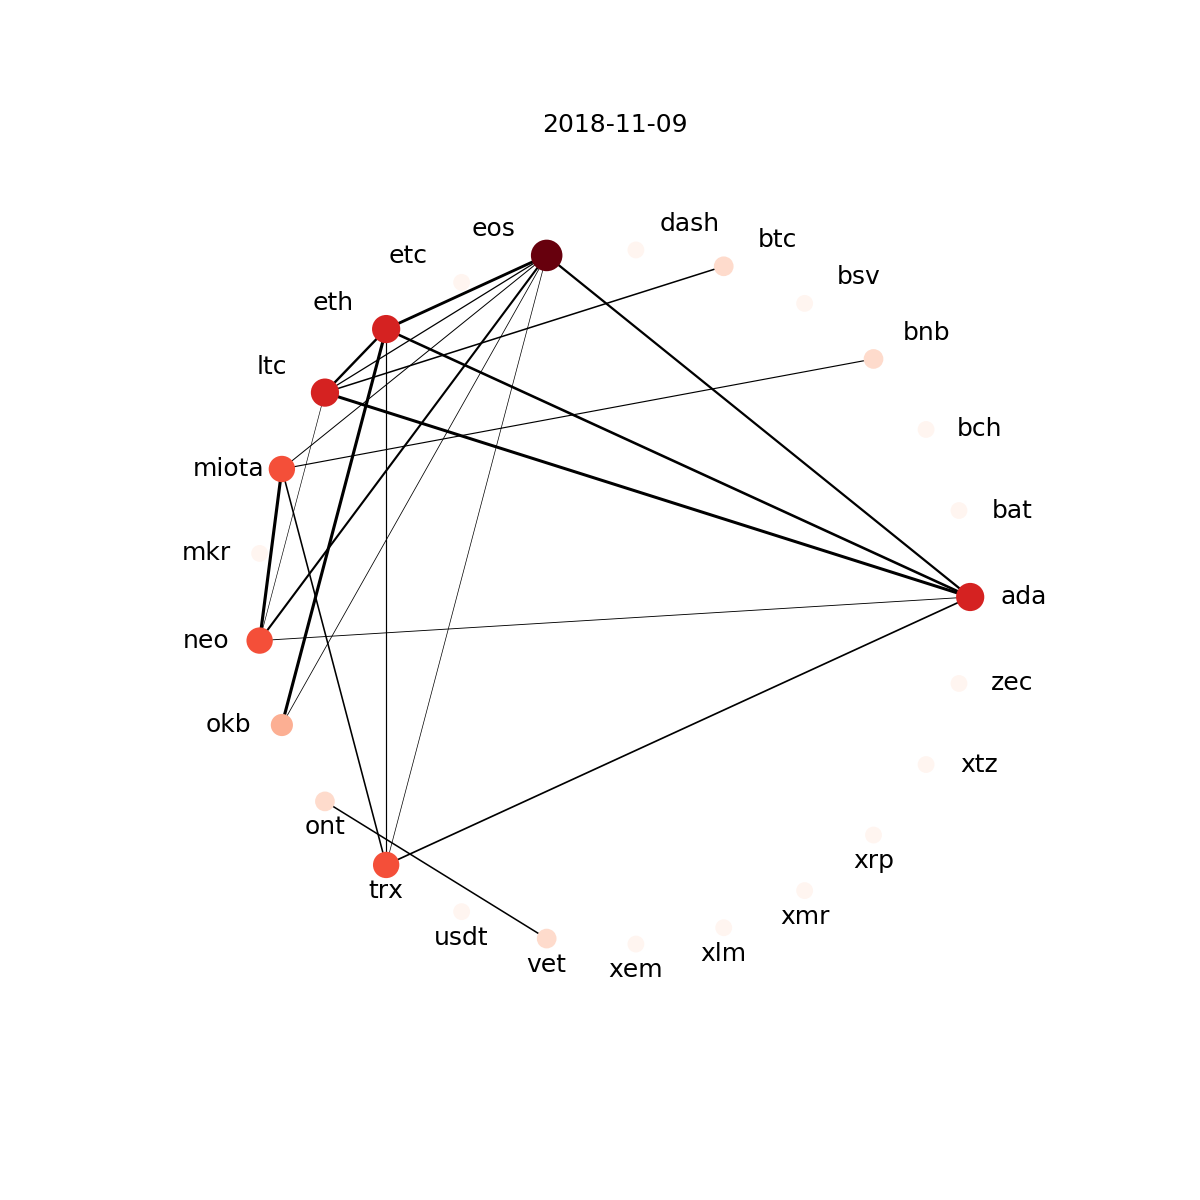 2018-11-09
dash
eos
btc
etc
bsv
eth
bnb
ltc
bch
miota
bat
mkr
ada
neo
zec
okb
xtz
ont
xrp
trx
xmr
usdt
xlm
vet
xem